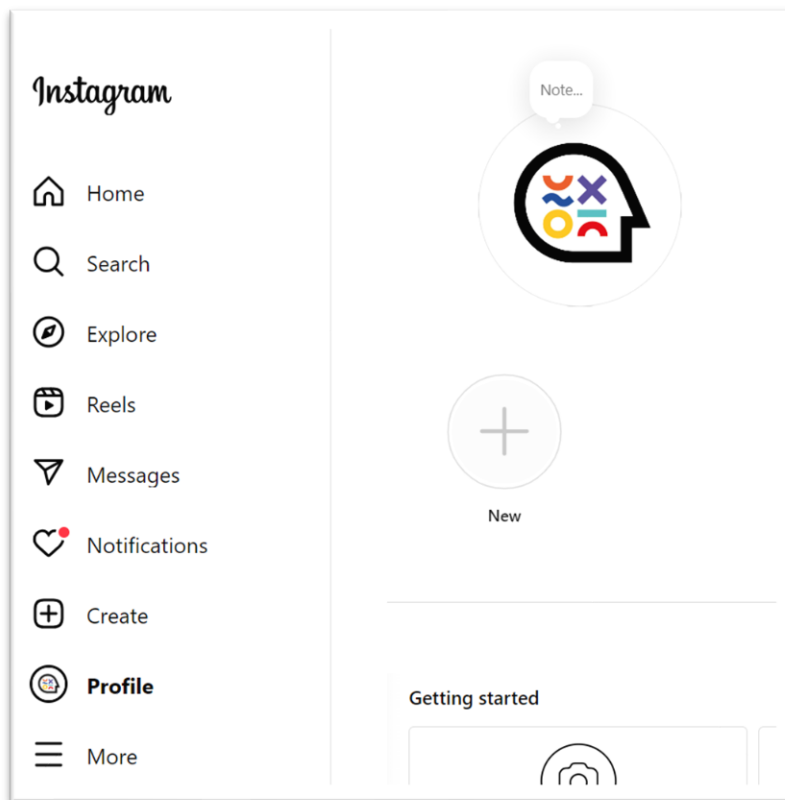 Instagram
Home
Search
Explore
Reels
Messages
Notifications
Create
Profile
More
Note...
New
Getting started